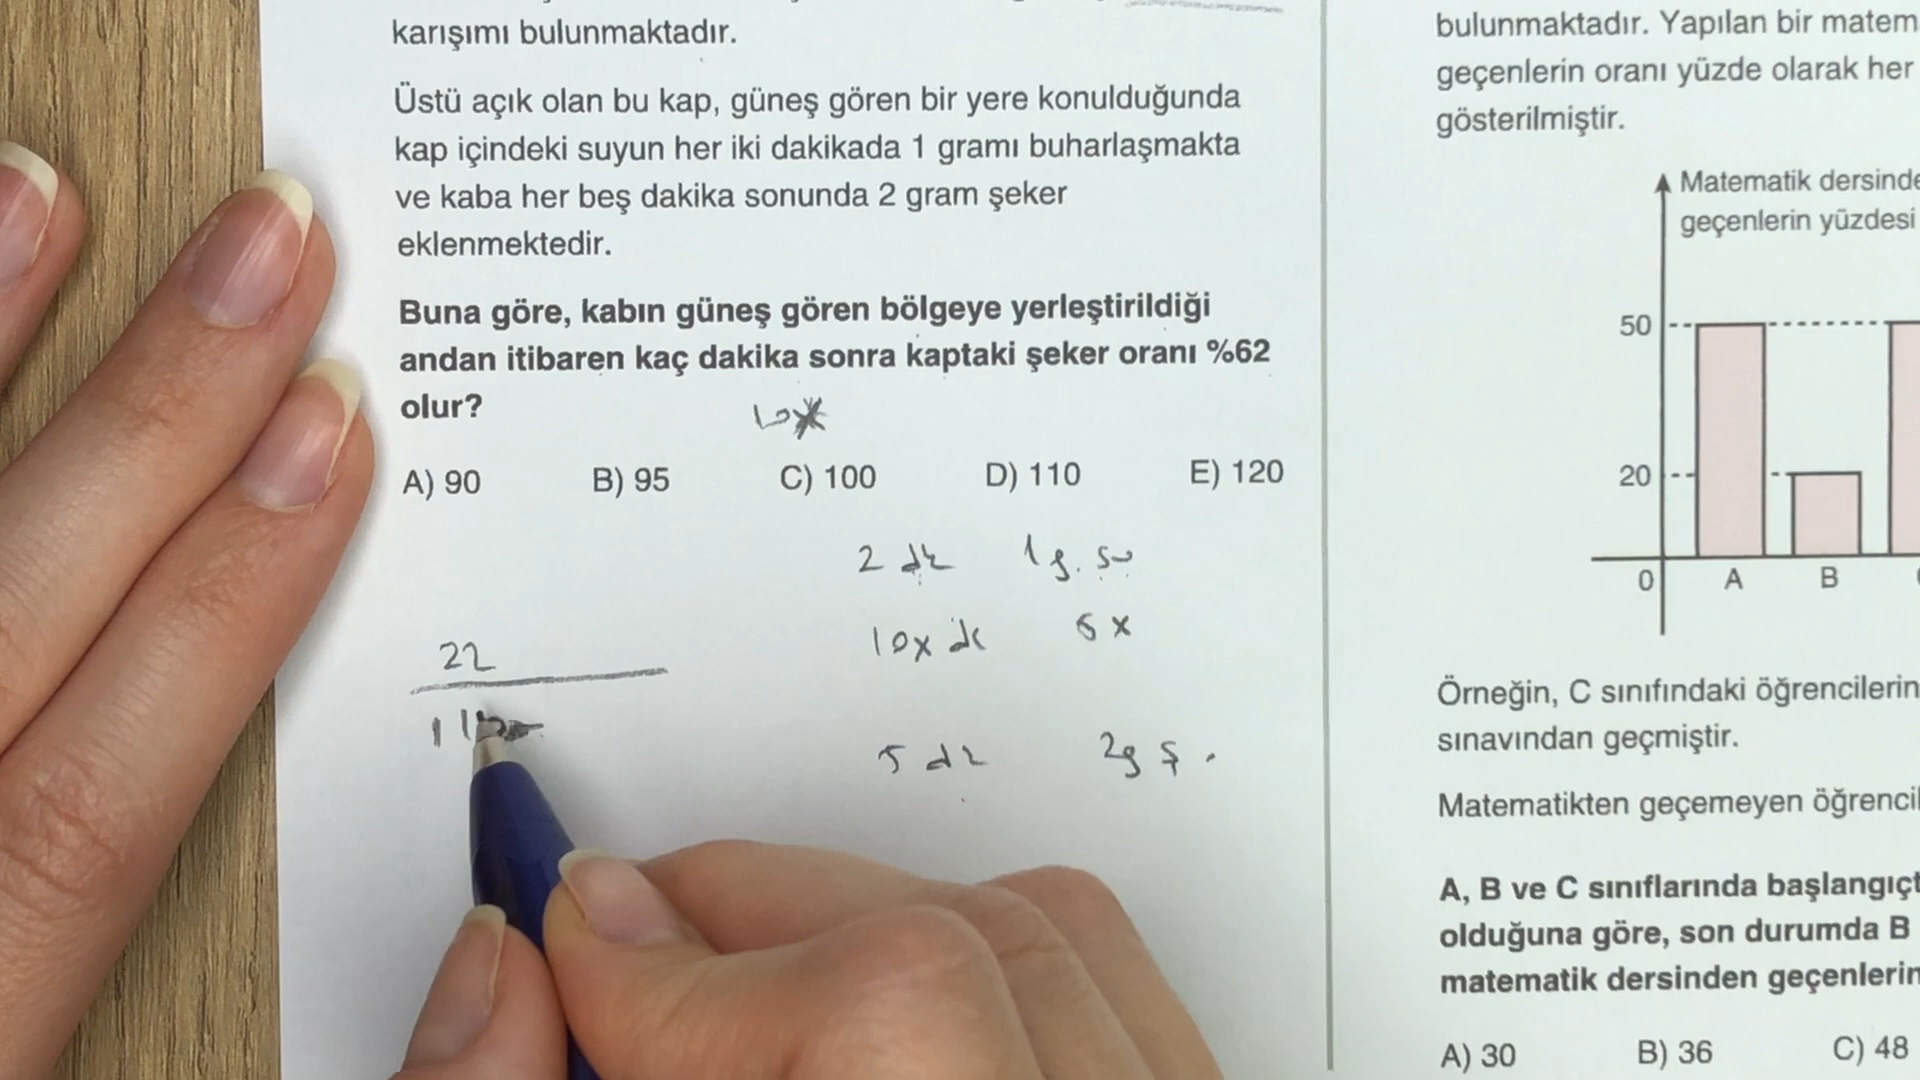 karışımı bulunmaktadır.
Üstü açık olan bu kap, güneş gören bir yere konulduğunda
kap içindeki suyun her iki dakikada 1 gramı buharlaşmakta
ve kaba her beş dakika sonunda 2 gram şeker
eklenmektedir.
Buna göre, kabın güneş gören bölgeye yerleştirildiği
andan itibaren kaç dakika sonra kaptaki şeker oranı %62
olur?
A) 90 B) 95 C) 100 D) 110 E) 120
2 dk 1 g. su
10x dk 5x
22
5 dk 2g ş.
bulunmaktadır. Yapılan bir matem
geçenlerin oranı yüzde olarak her
gösterilmiştir.
Matematik dersinde
geçenlerin yüzdesi
50
20
0 A B
Örneğin, C sınıfındaki öğrencilerin
sınavından geçmiştir.
Matematikten geçemeyen öğrencil
A, B ve C sınıflarında başlangıçt
olduğuna göre, son durumda B
matematik dersinden geçenlerin
A) 30 B) 36 C) 48